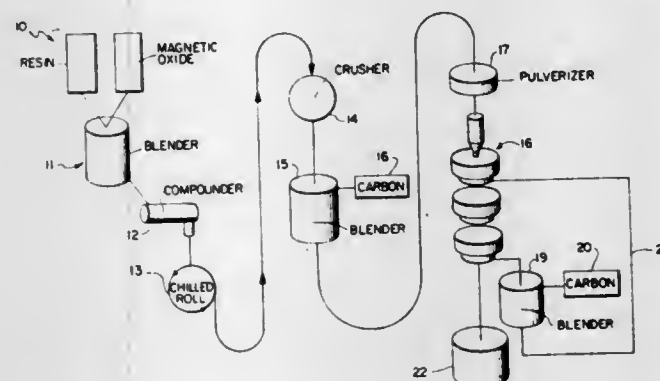 10
RESIN
MAGNETIC
OXIDE
BLENDER
11
COMPOUNDER
12
13
CHILLED
ROLL
CRUSHER
14
15
16
CARBON
BLENDER
17
PULVERIZER
16
19
20
CARBON
BLENDER
22